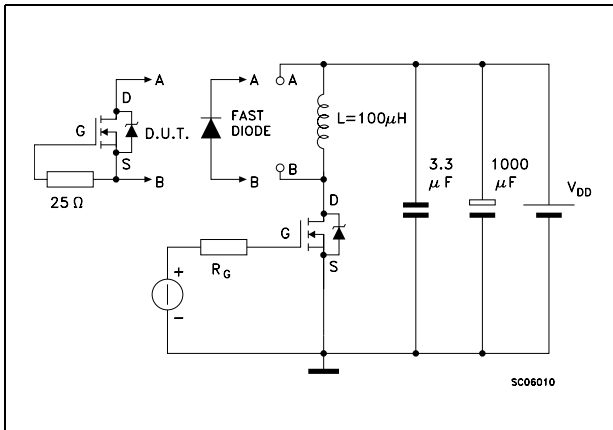 A
A
A
D
G
D.U.T.
FAST
DIODE
L=100μH
S
B
B
B
25 Ω
3.3
μF
1000
μF
VDD
D
G
S
RG
+
−
SC06010